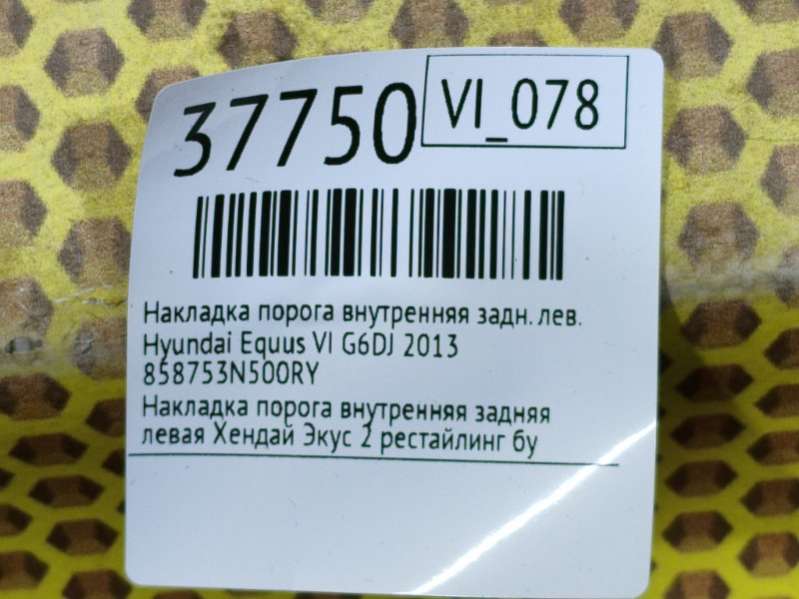 37750
VI_078
Накладка порога внутренняя задн. лев.
Hyundai Equus VI G6DJ 2013
858753N500RY
Накладка порога внутренняя задняя
левая Хендай Экус 2 рестайлинг бу